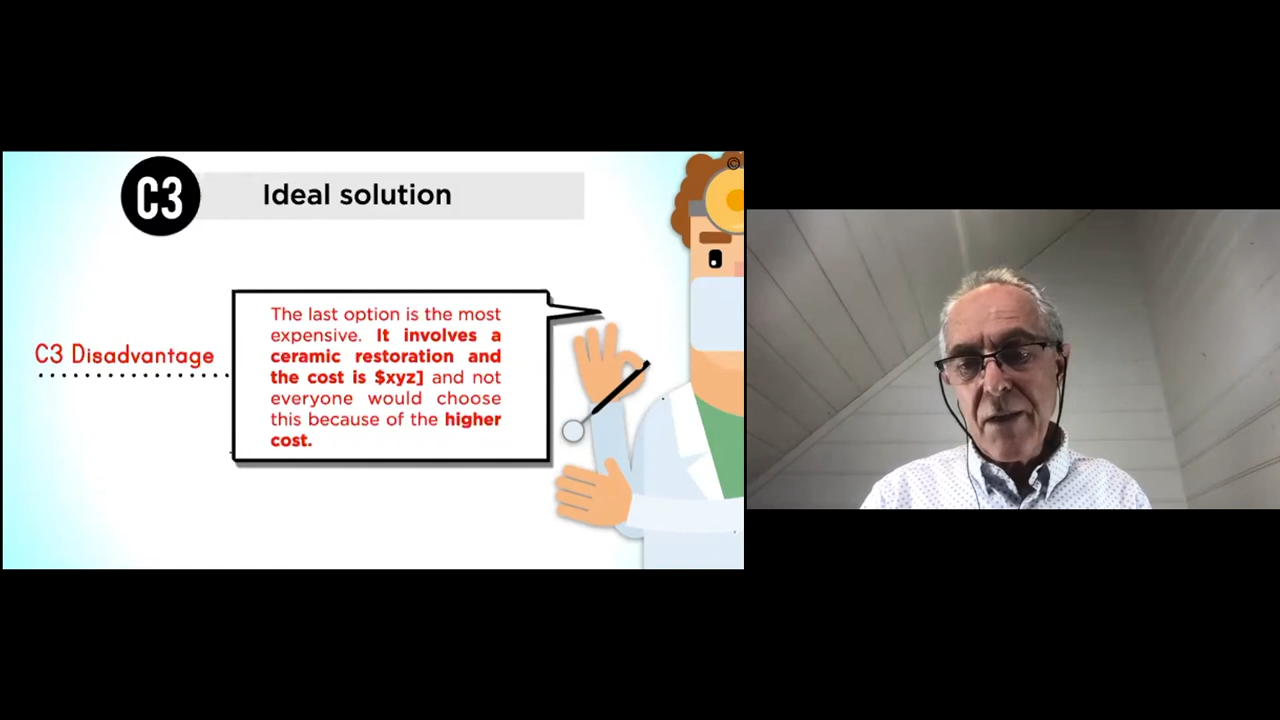 C3
Ideal solution
©
C3 Disadvantage
The last option is the most
expensive. It involves a
ceramic restoration and
the cost is $xyz] and not
everyone would choose
this because of the higher
cost.